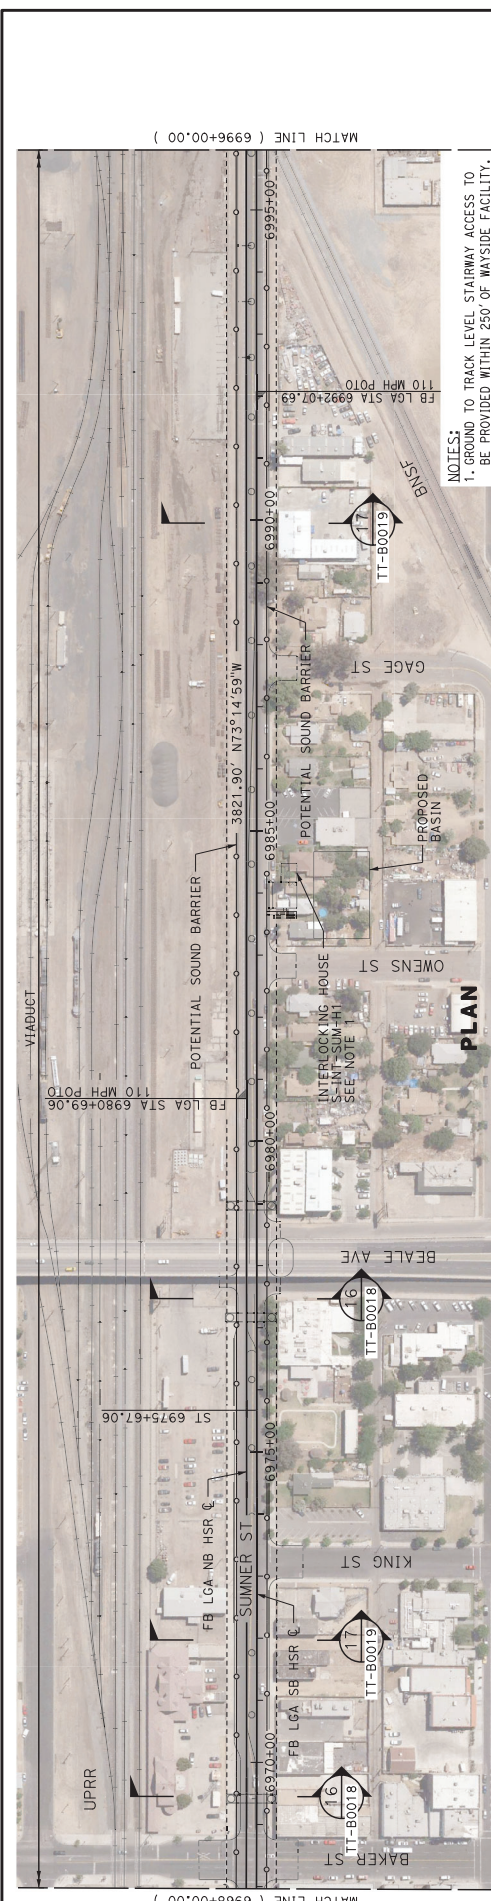 MATCH LINE ( 6996+00.00 )
6995+00
NOTES:
1. GROUND TO TRACK LEVEL STAIRWAY ACCESS TO
BE PROVIDED WITHIN 250' OF WAYSIDE FACILITY.
FB LGA STA 6992+07.69
110 MPH POTO
BNSF
6990+00
17
TT-B0019
GAGE ST
3821.90' N73°14'59"W
POTENTIAL SOUND BARRIER
6985+00
PROPOSED
BASIN
POTENTIAL SOUND BARRIER
VIADUCT
OWENS ST
INTERLOCKING HOUSE
S-INT-SUM-H1
SEE NOTE 1
PLAN
FB LGA STA 6980+69.06
110 MPH POTO
6980+00
BEALE AVE
16
TT-B0018
ST 6975+67.06
6975+00
FB LGA NB HSR ℄
SUMNER ST
KING ST
FB LGA SB HSR ℄
17
TT-B0019
6970+00
UPRR
16
TT-B0018
BAKER ST
MATCH LINE ( 6968+00.00 )